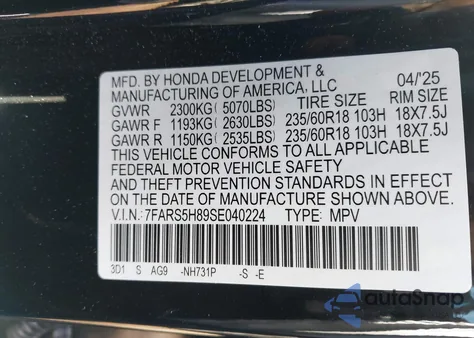 MFD. BY HONDA DEVELOPMENT & 04/25
MANUFACTURING OF AMERICA, LLC
GVWR 2300KG( 5070LBS) TIRE SIZE RIM SIZE
GAWR F 1193KG( 2630LBS) 235/60R18 103H 18X7.5J
GAWR R 1150KG( 2535LBS) 235/60R18 103H 18X7.5J
THIS VEHICLE CONFORMS TO ALL APPLICABLE
FEDERAL MOTOR VEHICLE SAFETY
AND THEFT PREVENTION STANDARDS IN EFFECT
ON THE DATE OF MANUFACTURE SHOWN ABOVE.
V.I.N.: 7FARS5H89SE040224 TYPE: MPV
3D1 S AG9 -NH731P -S -E
autoSnap